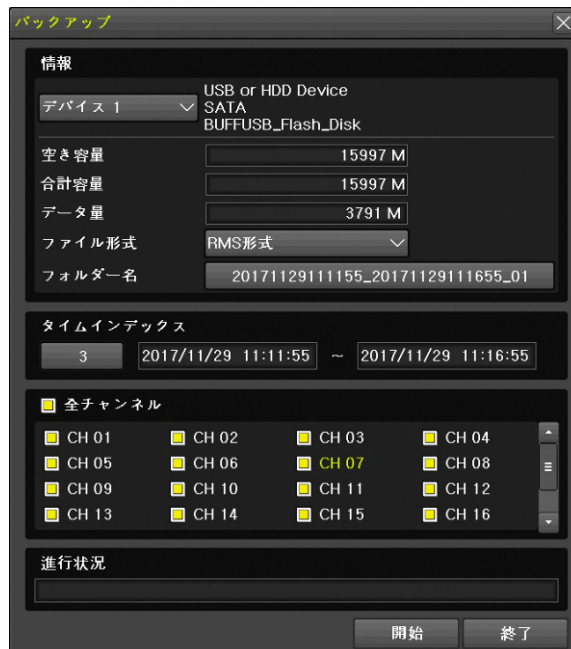 バックアップ
情報
デバイス 1
USB or HDD Device
SATA
BUFFUSB_Flash_Disk
空き容量 15997 M
合計容量 15997 M
データ量 3791 M
ファイル形式 RMS形式
フォルダー名 20171129111155_20171129111655_01
タイムインデックス
3 2017/11/29 11:11:55 ~ 2017/11/29 11:16:55
全チャンネル
CH 01 CH 02 CH 03 CH 04
CH 05 CH 06 CH 07 CH 08
CH 09 CH 10 CH 11 CH 12
CH 13 CH 14 CH 15 CH 16
進行状況
開始 終了